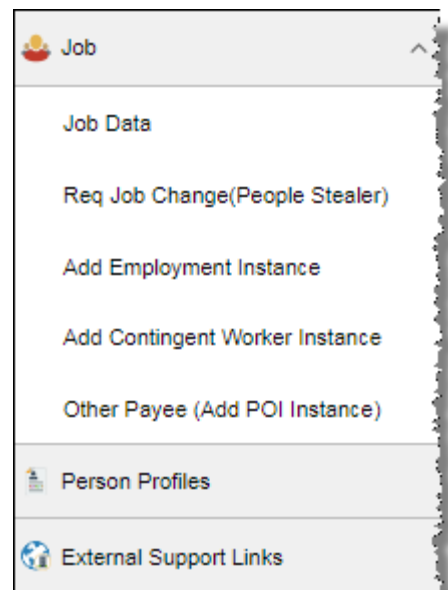 Job
Job Data
Req Job Change(People Stealer)
Add Employment Instance
Add Contingent Worker Instance
Other Payee (Add POI Instance)
Person Profiles
External Support Links